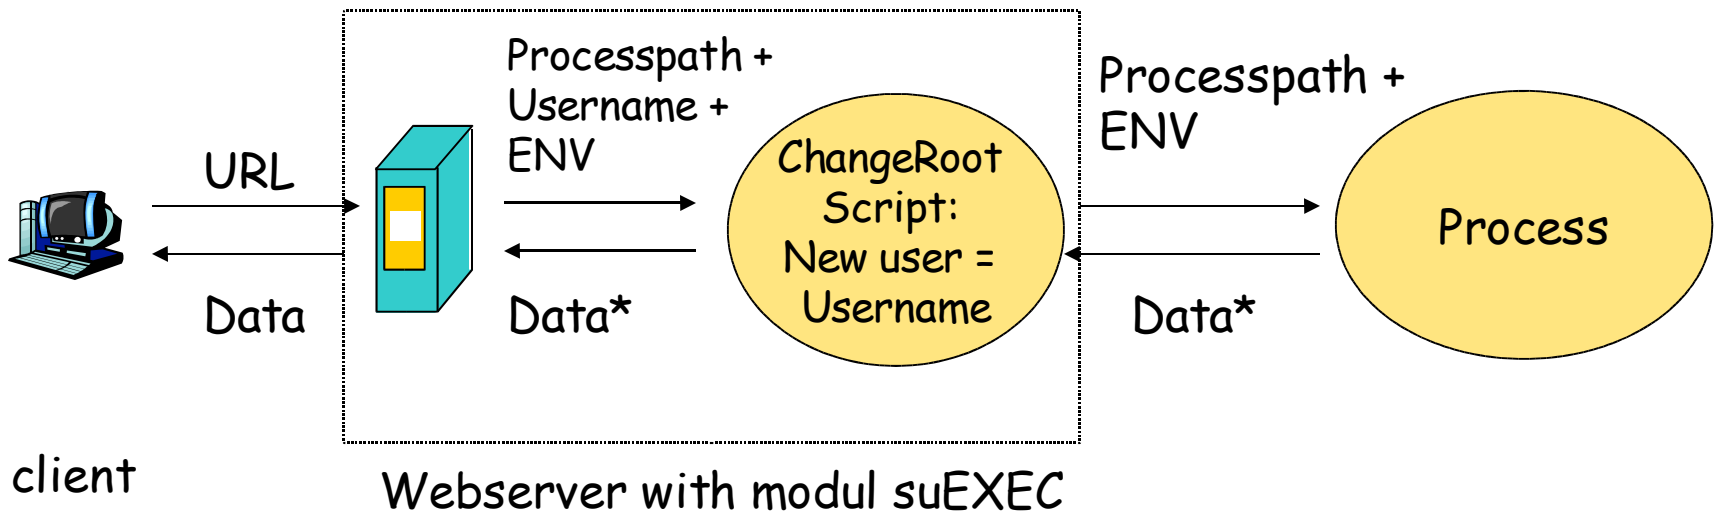 Processpath +
Username +
ENV
Processpath +
ENV
URL
ChangeRoot
Script:
New user =
Username
Process
Data
Data*
Data*
client
Webserver with modul suEXEC